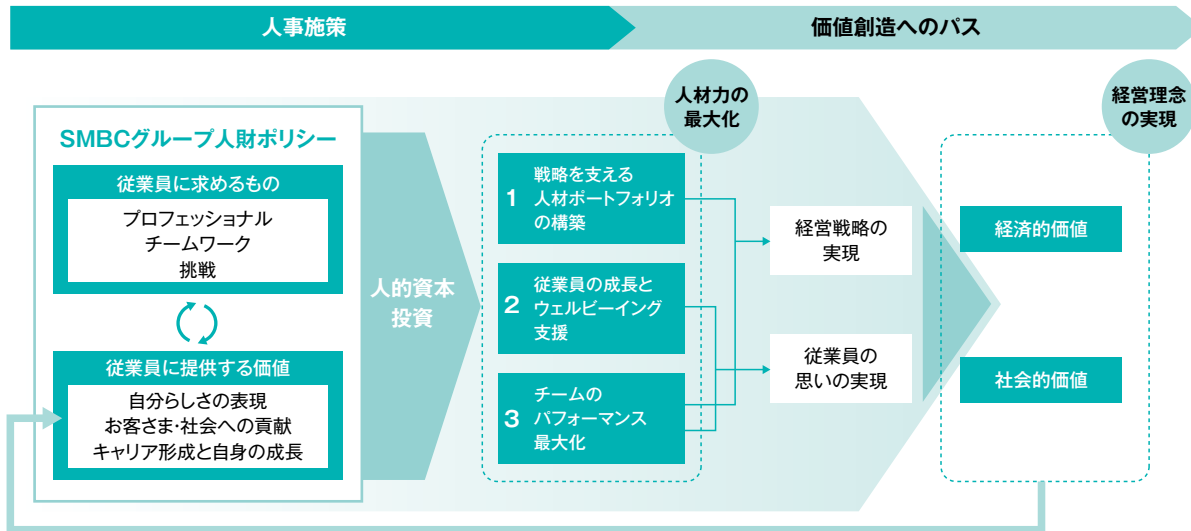 人事施策
価値創造へのパス
人材力の
最大化
経営理念
の実現
SMBCグループ人財ポリシー
従業員に求めるもの
プロフェッショナル
チームワーク
挑戦
従業員に提供する価値
自分らしさの表現
お客さま・社会への貢献
キャリア形成と自身の成長
人的資本
投資
1 戦略を支える
人材ポートフォリオ
の構築
2 従業員の成長と
ウェルビーイング
支援
3 チームの
パフォーマンス
最大化
経営戦略の
実現
従業員の
思いの実現
経済的価値
社会的価値